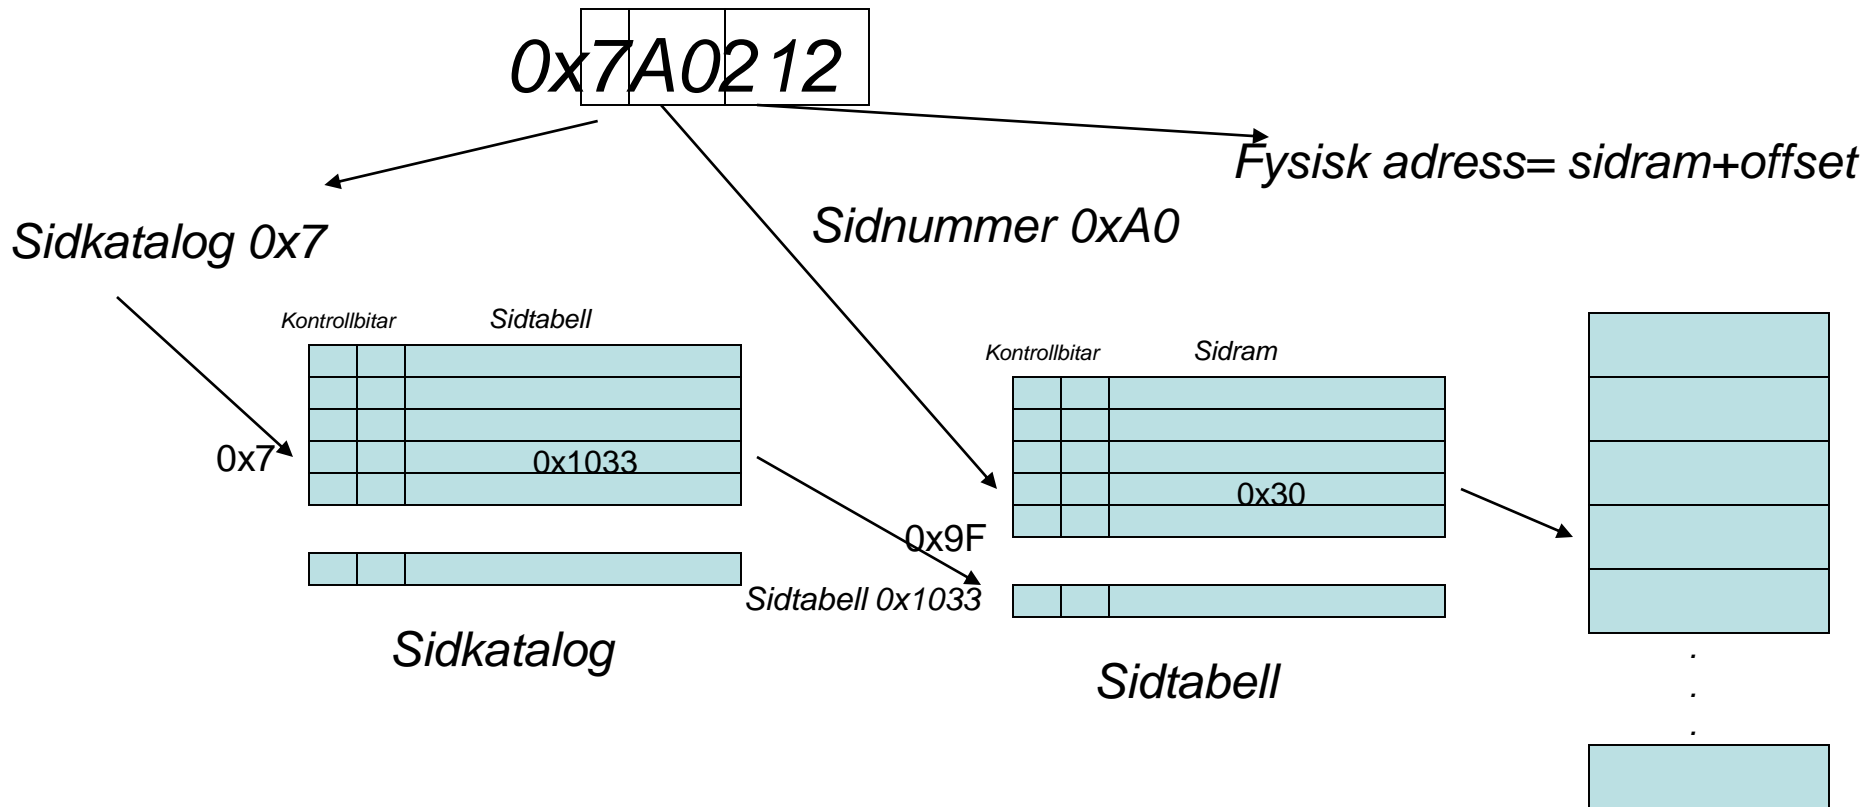 0x7A0212
Fysisk adress= sidram+offset
Sidnummer 0xA0
Sidkatalog 0x7
Kontrollbitar
Sidtabell
Kontrollbitar
Sidram
0x7
0x1033
0x30
0x9F
Sidtabell 0x1033
Sidkatalog
Sidtabell
.
.
.